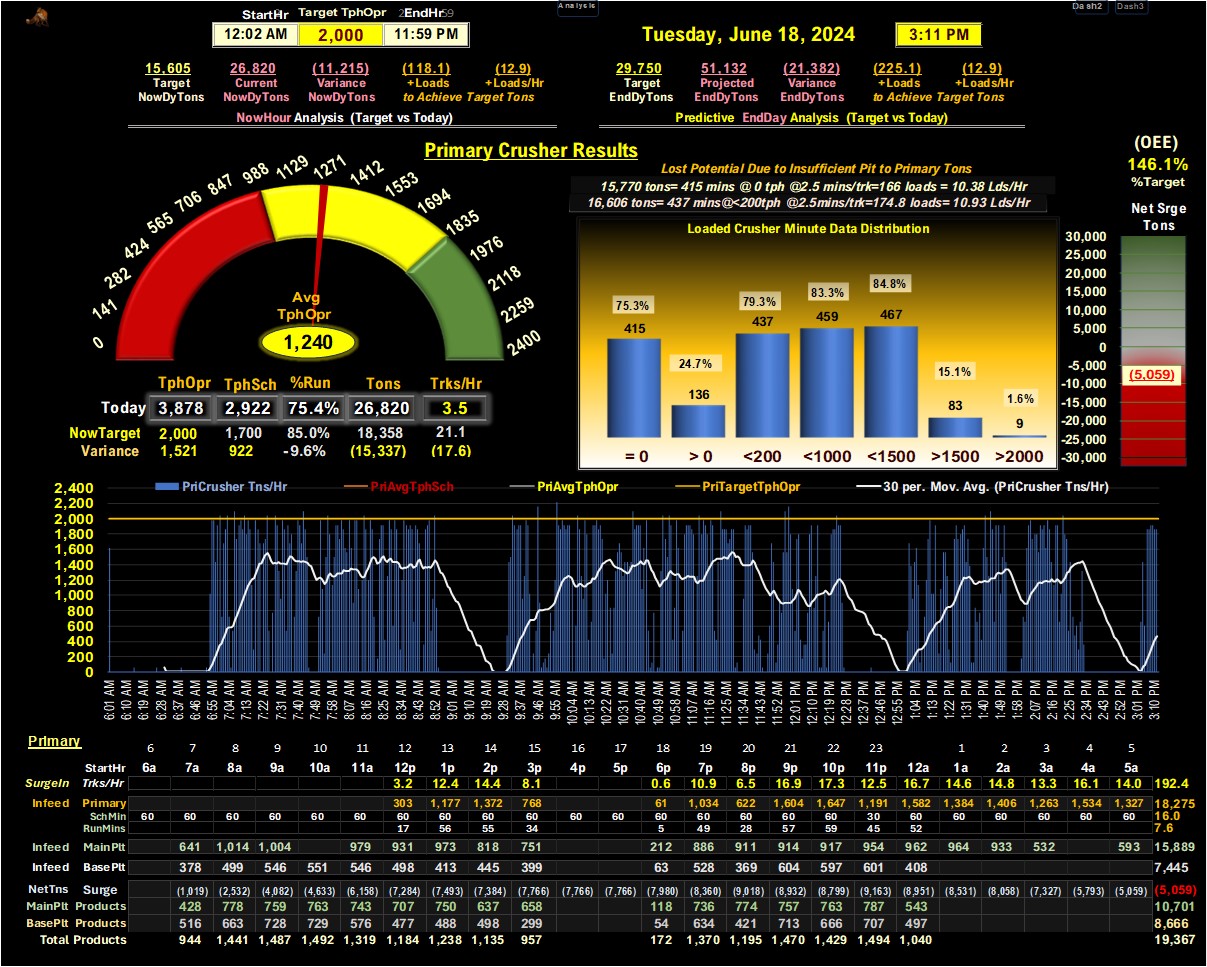 Analysis
Dash2 Dash3
StartHr Target TphOpr EndHr
12:02 AM 2,000 11:59 PM
Tuesday, June 18, 2024 3:11 PM
15,605 26,820 (11,215) (118.1) (12.9)
Target Current Variance +Loads +Loads/Hr
NowDyTons NowDyTons NowDyTons to Achieve Target Tons
NowHour Analysis (Target vs Today)
29,750 51,132 (21,382) (225.1) (12.9)
Target Projected Variance +Loads +Loads/Hr
EndDyTons EndDyTons EndDyTons to Achieve Target Tons
Predictive EndDay Analysis (Target vs Today)
Primary Crusher Results
0 141 282 424 565 706 847 988 1129 1271 1412 1553 1694 1835 1976 2118 2259 2400
Avg
TphOpr
1,240
TphOpr TphSch %Run Tons Trks/Hr
Today 3,878 2,922 75.4% 26,820 3.5
NowTarget 2,000 1,700 85.0% 18,358 21.1
Variance 1,521 922 -9.6% (15,337) (17.6)
Lost Potential Due to Insufficient Pit to Primary Tons
15,770 tons= 415 mins @ 0 tph @2.5 mins/trk=166 loads = 10.38 Lds/Hr
16,606 tons= 437 mins@<200tph @2.5mins/trk=174.8 loads= 10.93 Lds/Hr
Loaded Crusher Minute Data Distribution
75.3% 24.7% 79.3% 83.3% 84.8% 15.1% 1.6%
415 136 437 459 467 83 9
= 0 > 0 <200 <1000 <1500 >1500 >2000
(OEE)
146.1%
%Target
Net Srge
Tons
30,000
25,000
20,000
15,000
10,000
5,000
0
-5,000
(5,059)
-10,000
-15,000
-20,000
-25,000
-30,000
PriCrusher Tns/Hr PriAvgTphSch PriAvgTphOpr PriTargetTphOpr 30 per. Mov. Avg. (PriCrusher Tns/Hr)
2,400
2,200
2,000
1,800
1,600
1,400
1,200
1,000
800
600
400
200
0
6:01 AM 6:10 AM 6:19 AM 6:28 AM 6:37 AM 6:46 AM 6:55 AM 7:04 AM 7:13 AM 7:22 AM 7:31 AM 7:40 AM 7:49 AM 7:58 AM 8:07 AM 8:16 AM 8:25 AM 8:34 AM 8:43 AM 8:52 AM 9:01 AM 9:10 AM 9:19 AM 9:28 AM 9:37 AM 9:46 AM 9:55 AM 10:04 AM 10:13 AM 10:22 AM 10:31 AM 10:40 AM 10:49 AM 10:58 AM 11:07 AM 11:16 AM 11:25 AM 11:34 AM 11:43 AM 11:52 AM 12:01 PM 12:10 PM 12:19 PM 12:28 PM 12:37 PM 12:46 PM 12:55 PM 1:04 PM 1:13 PM 1:22 PM 1:31 PM 1:40 PM 1:49 PM 1:58 PM 2:07 PM 2:16 PM 2:25 PM 2:34 PM 2:43 PM 2:52 PM 3:01 PM 3:10 PM
Primary
6 7 8 9 10 11 12 13 14 15 16 17 18 19 20 21 22 23 1 2 3 4 5
StartHr 6a 7a 8a 9a 10a 11a 12p 1p 2p 3p 4p 5p 6p 7p 8p 9p 10p 11p 12a 1a 2a 3a 4a 5a
SurgeIn Trks/Hr 3.2 12.4 14.4 8.1 0.6 10.9 6.5 16.9 17.3 12.5 16.7 14.6 14.8 13.3 16.1 14.0 192.4
Infeed Primary 303 1,177 1,372 768 61 1,034 622 1,604 1,647 1,191 1,582 1,384 1,406 1,263 1,534 1,327 18,275
SchMin 60 60 60 60 60 60 60 60 60 60 60 60 60 60 60 60 60 30 60 60 60 60 60 60 16.0
RunMins 17 56 55 34 5 49 28 57 59 45 52 7.6
Infeed MainPlt 641 1,014 1,004 979 931 973 818 751 212 886 911 914 917 954 962 964 933 532 593 15,889
Infeed BasePlt 378 499 546 551 546 498 413 445 399 63 528 369 604 597 601 408 7,445
NetTns Surge (1,019) (2,532) (4,082) (4,633) (6,158) (7,284) (7,493) (7,384) (7,766) (7,766) (7,766) (7,980) (8,360) (9,018) (8,932) (8,799) (9,163) (8,951) (8,531) (8,058) (7,327) (5,793) (5,059) (5,059)
MainPlt Products 428 778 759 763 743 707 750 637 658 118 736 774 757 763 787 543 10,701
BasePlt Products 516 663 728 729 576 477 488 498 299 54 634 421 713 666 707 497 8,666
Total Products 944 1,441 1,487 1,492 1,319 1,184 1,238 1,135 957 172 1,370 1,195 1,470 1,429 1,494 1,040 19,367